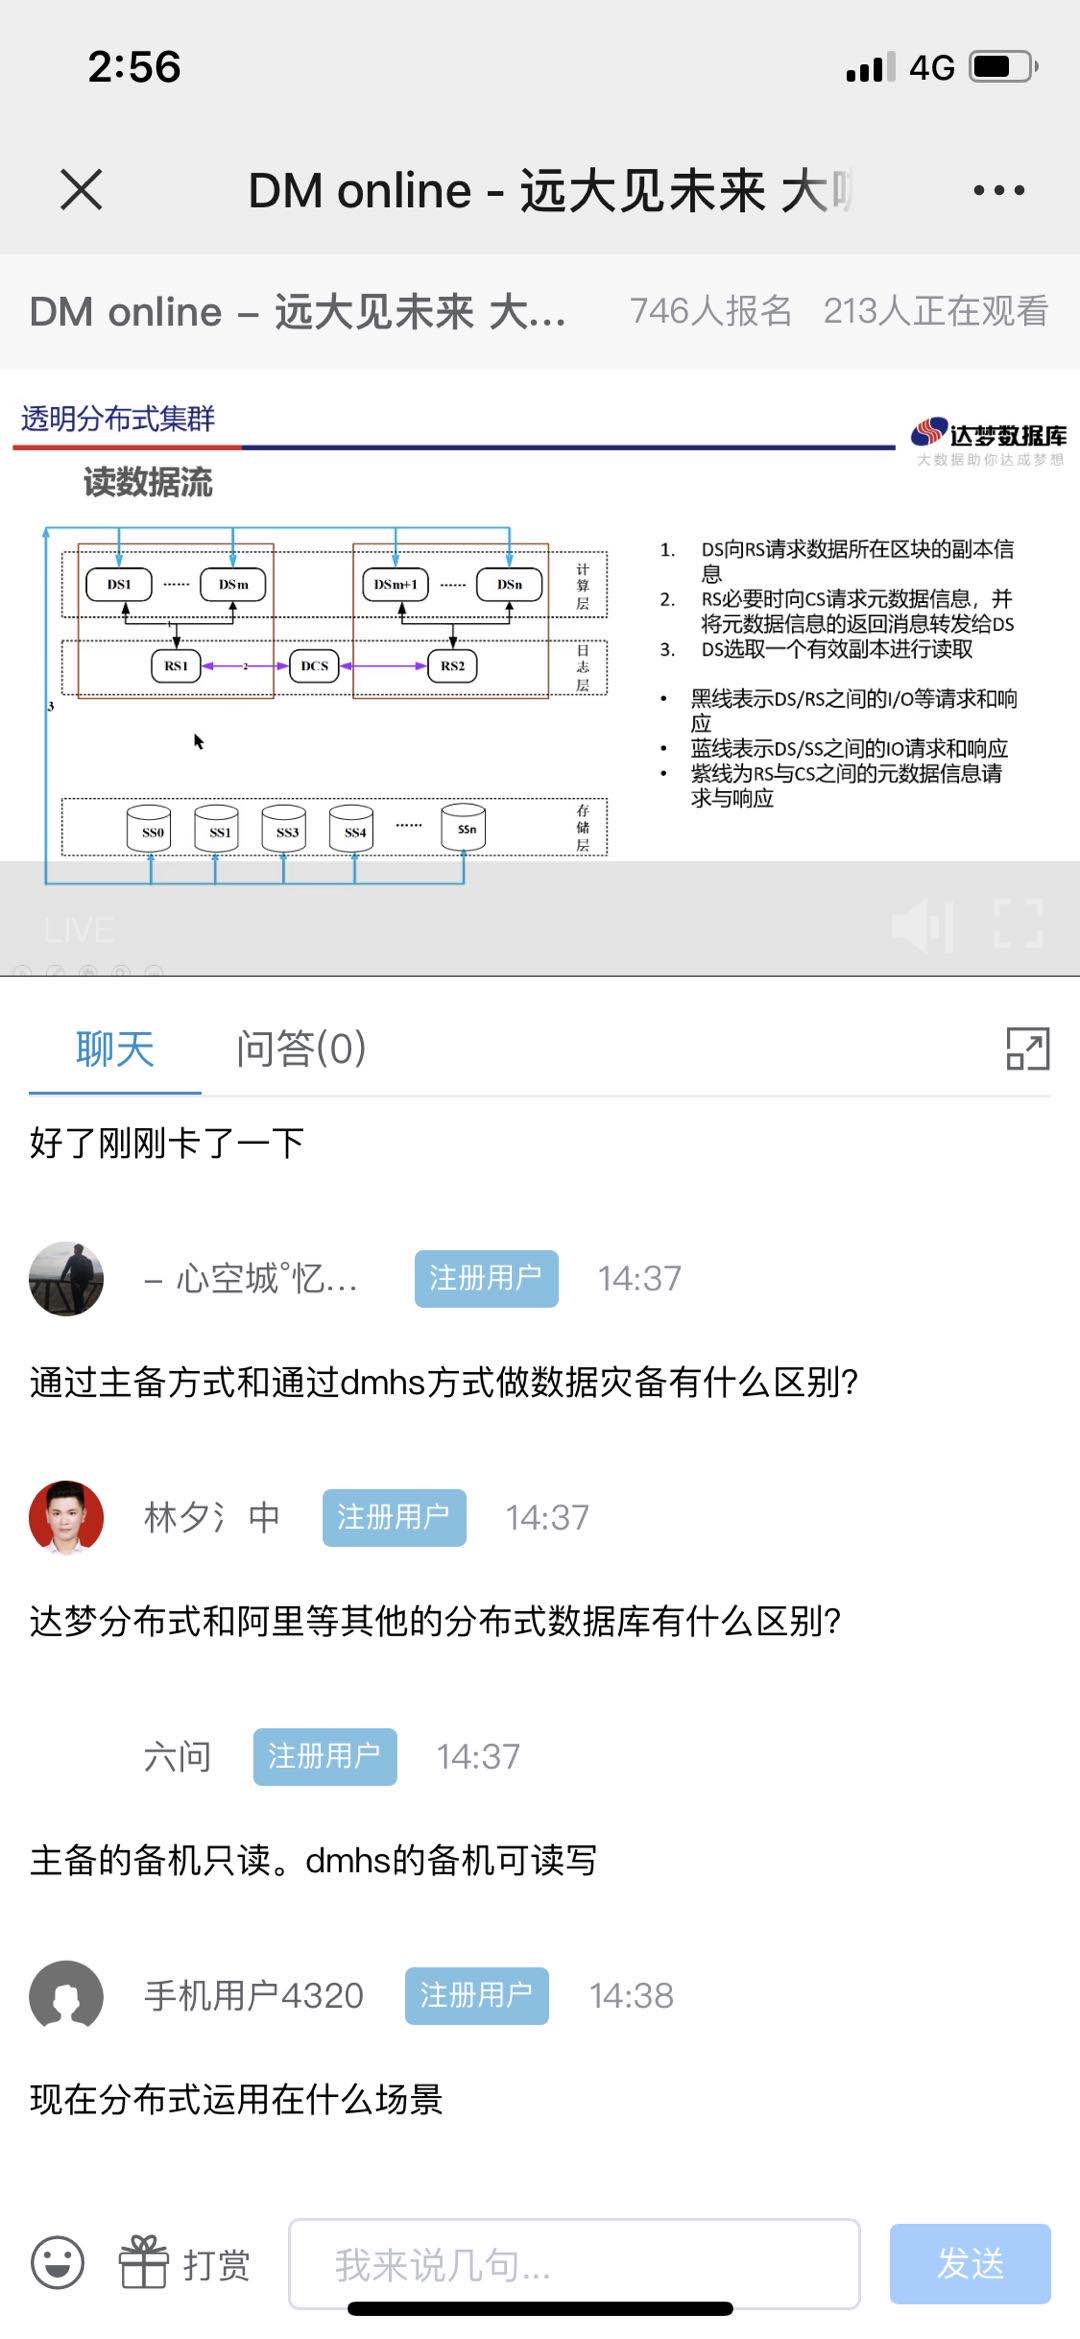 2:56
4G
DM online - 远大见未来 大
DM online – 远大见未来 大... 746人报名 213人正在观看
透明分布式集群
达梦数据库
大数据助你达成梦想
读数据流
DS1 ...... DSm DSm+1 ...... DSn
计算层
1
RS1 2 DCS RS2
日志层
3
SS0 SS1 SS3 SS4 ...... SSn
存储层
1. DS向RS请求数据所在区块的副本信
息
2. RS必要时向CS请求元数据信息，并
将元数据信息的返回消息转发给DS
3. DS选取一个有效副本进行读取
• 黑线表示DS/RS之间的I/O等请求和响
应
• 蓝线表示DS/SS之间的IO请求和响应
• 紫线为RS与CS之间的元数据信息请
求与响应
LIVE
聊天 问答(0)
好了刚刚卡了一下
– 心空城°忆... 注册用户 14:37
通过主备方式和通过dmhs方式做数据灾备有什么区别?
林夕氵中 注册用户 14:37
达梦分布式和阿里等其他的分布式数据库有什么区别?
六问 注册用户 14:37
主备的备机只读。dmhs的备机可读写
手机用户4320 注册用户 14:38
现在分布式运用在什么场景
打赏 我来说几句... 发送